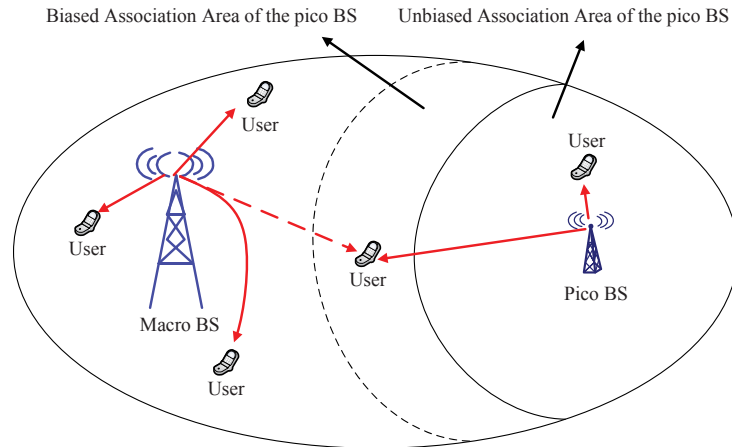 Biased Association Area of the pico BS
Unbiased Association Area of the pico BS
User
User
User
User
User
Macro BS
Pico BS